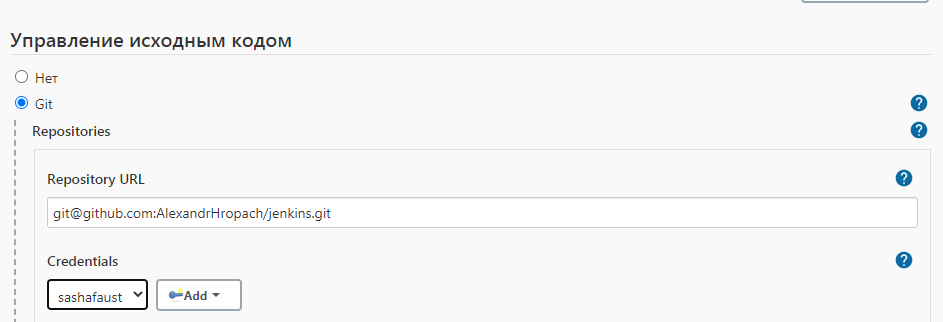 Управление исходным кодом
Нет
Git
?
Repositories
?
Repository URL
?
git@github.com:AlexandrHropach/jenkins.git
Credentials
?
sashafaust
Add